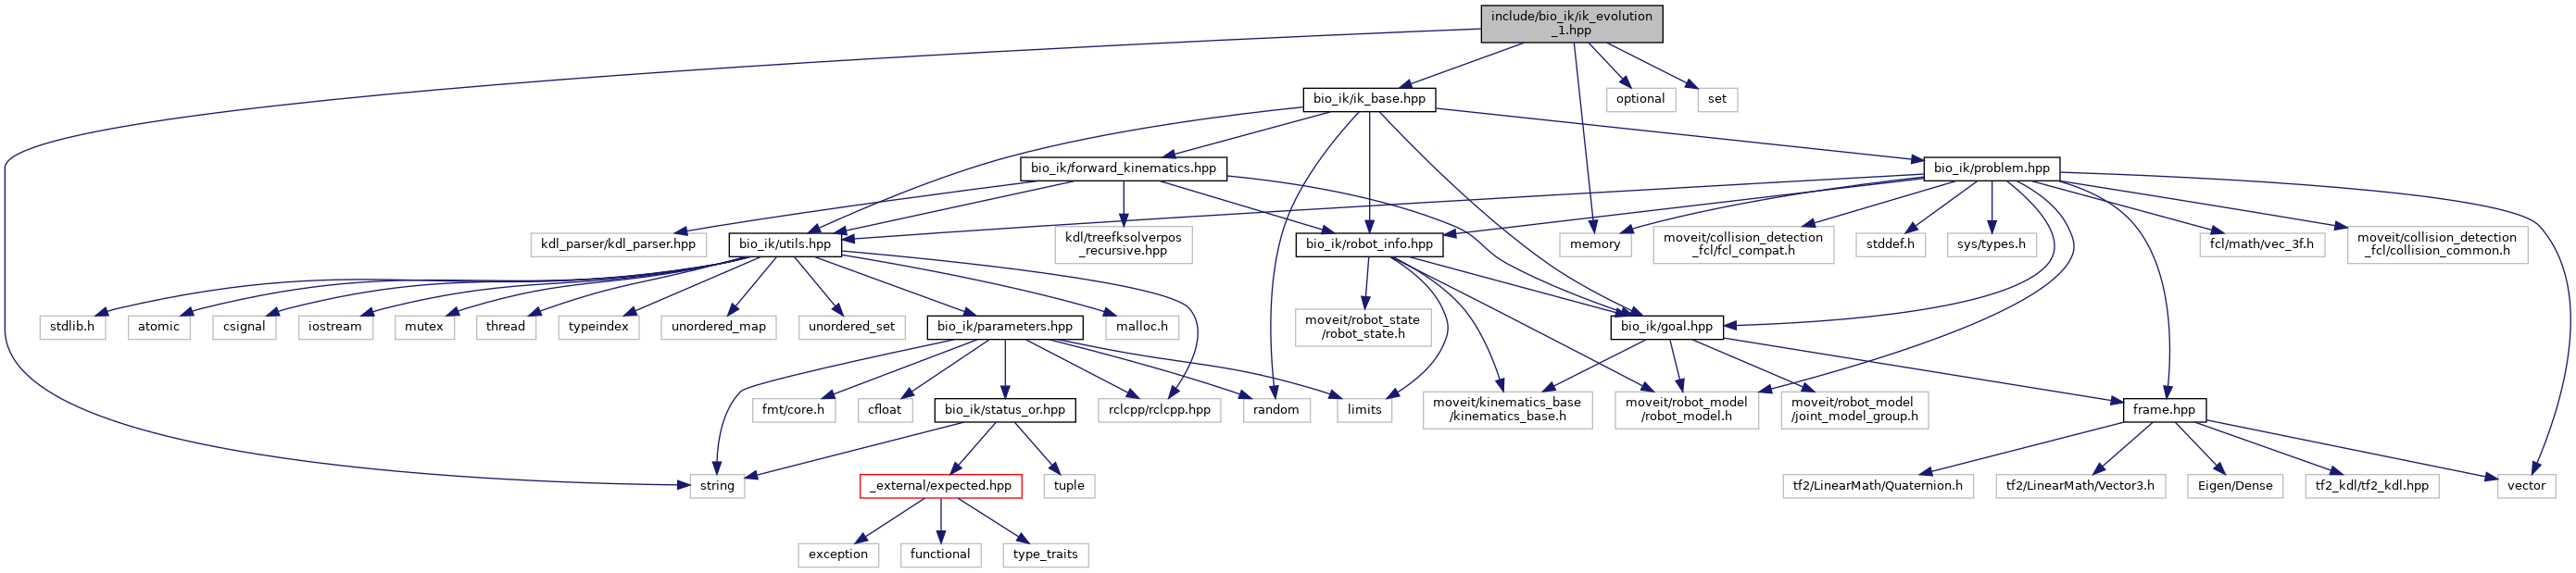 include/bio_ik/ik_evolution
_1.hpp
bio_ik/ik_base.hpp
optional
set
bio_ik/forward_kinematics.hpp
bio_ik/problem.hpp
kdl_parser/kdl_parser.hpp
bio_ik/utils.hpp
kdl/treefksolverpos
_recursive.hpp
bio_ik/robot_info.hpp
memory
moveit/collision_detection
_fcl/fcl_compat.h
stddef.h
sys/types.h
fcl/math/vec_3f.h
moveit/collision_detection
_fcl/collision_common.h
stdlib.h
atomic
csignal
iostream
mutex
thread
typeindex
unordered_map
unordered_set
bio_ik/parameters.hpp
malloc.h
moveit/robot_state
/robot_state.h
bio_ik/goal.hpp
fmt/core.h
cfloat
bio_ik/status_or.hpp
rclcpp/rclcpp.hpp
random
limits
moveit/kinematics_base
/kinematics_base.h
moveit/robot_model
/robot_model.h
moveit/robot_model
/joint_model_group.h
frame.hpp
string
_external/expected.hpp
tuple
tf2/LinearMath/Quaternion.h
tf2/LinearMath/Vector3.h
Eigen/Dense
tf2_kdl/tf2_kdl.hpp
vector
exception
functional
type_traits